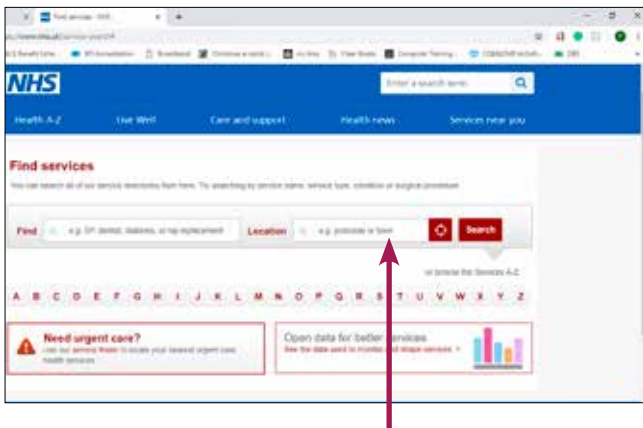 Find services - NHS
NHS
Enter a search term
Health A-Z Live Well Care and support Health news Services near you
Find services
You can search all of our service directories from here. Try searching by service name, service type, condition or surgical procedure
Find e.g. GP, dental, diabetes, or hip replacement Location e.g. postcode or town Search
or browse the Services A-Z
A B C D E F G H I J K L M N O P Q R S T U V W X Y Z
Need urgent care?
Use our service finder to locate your nearest urgent care
health services
Open data for better services
See the data used to monitor and shape services >